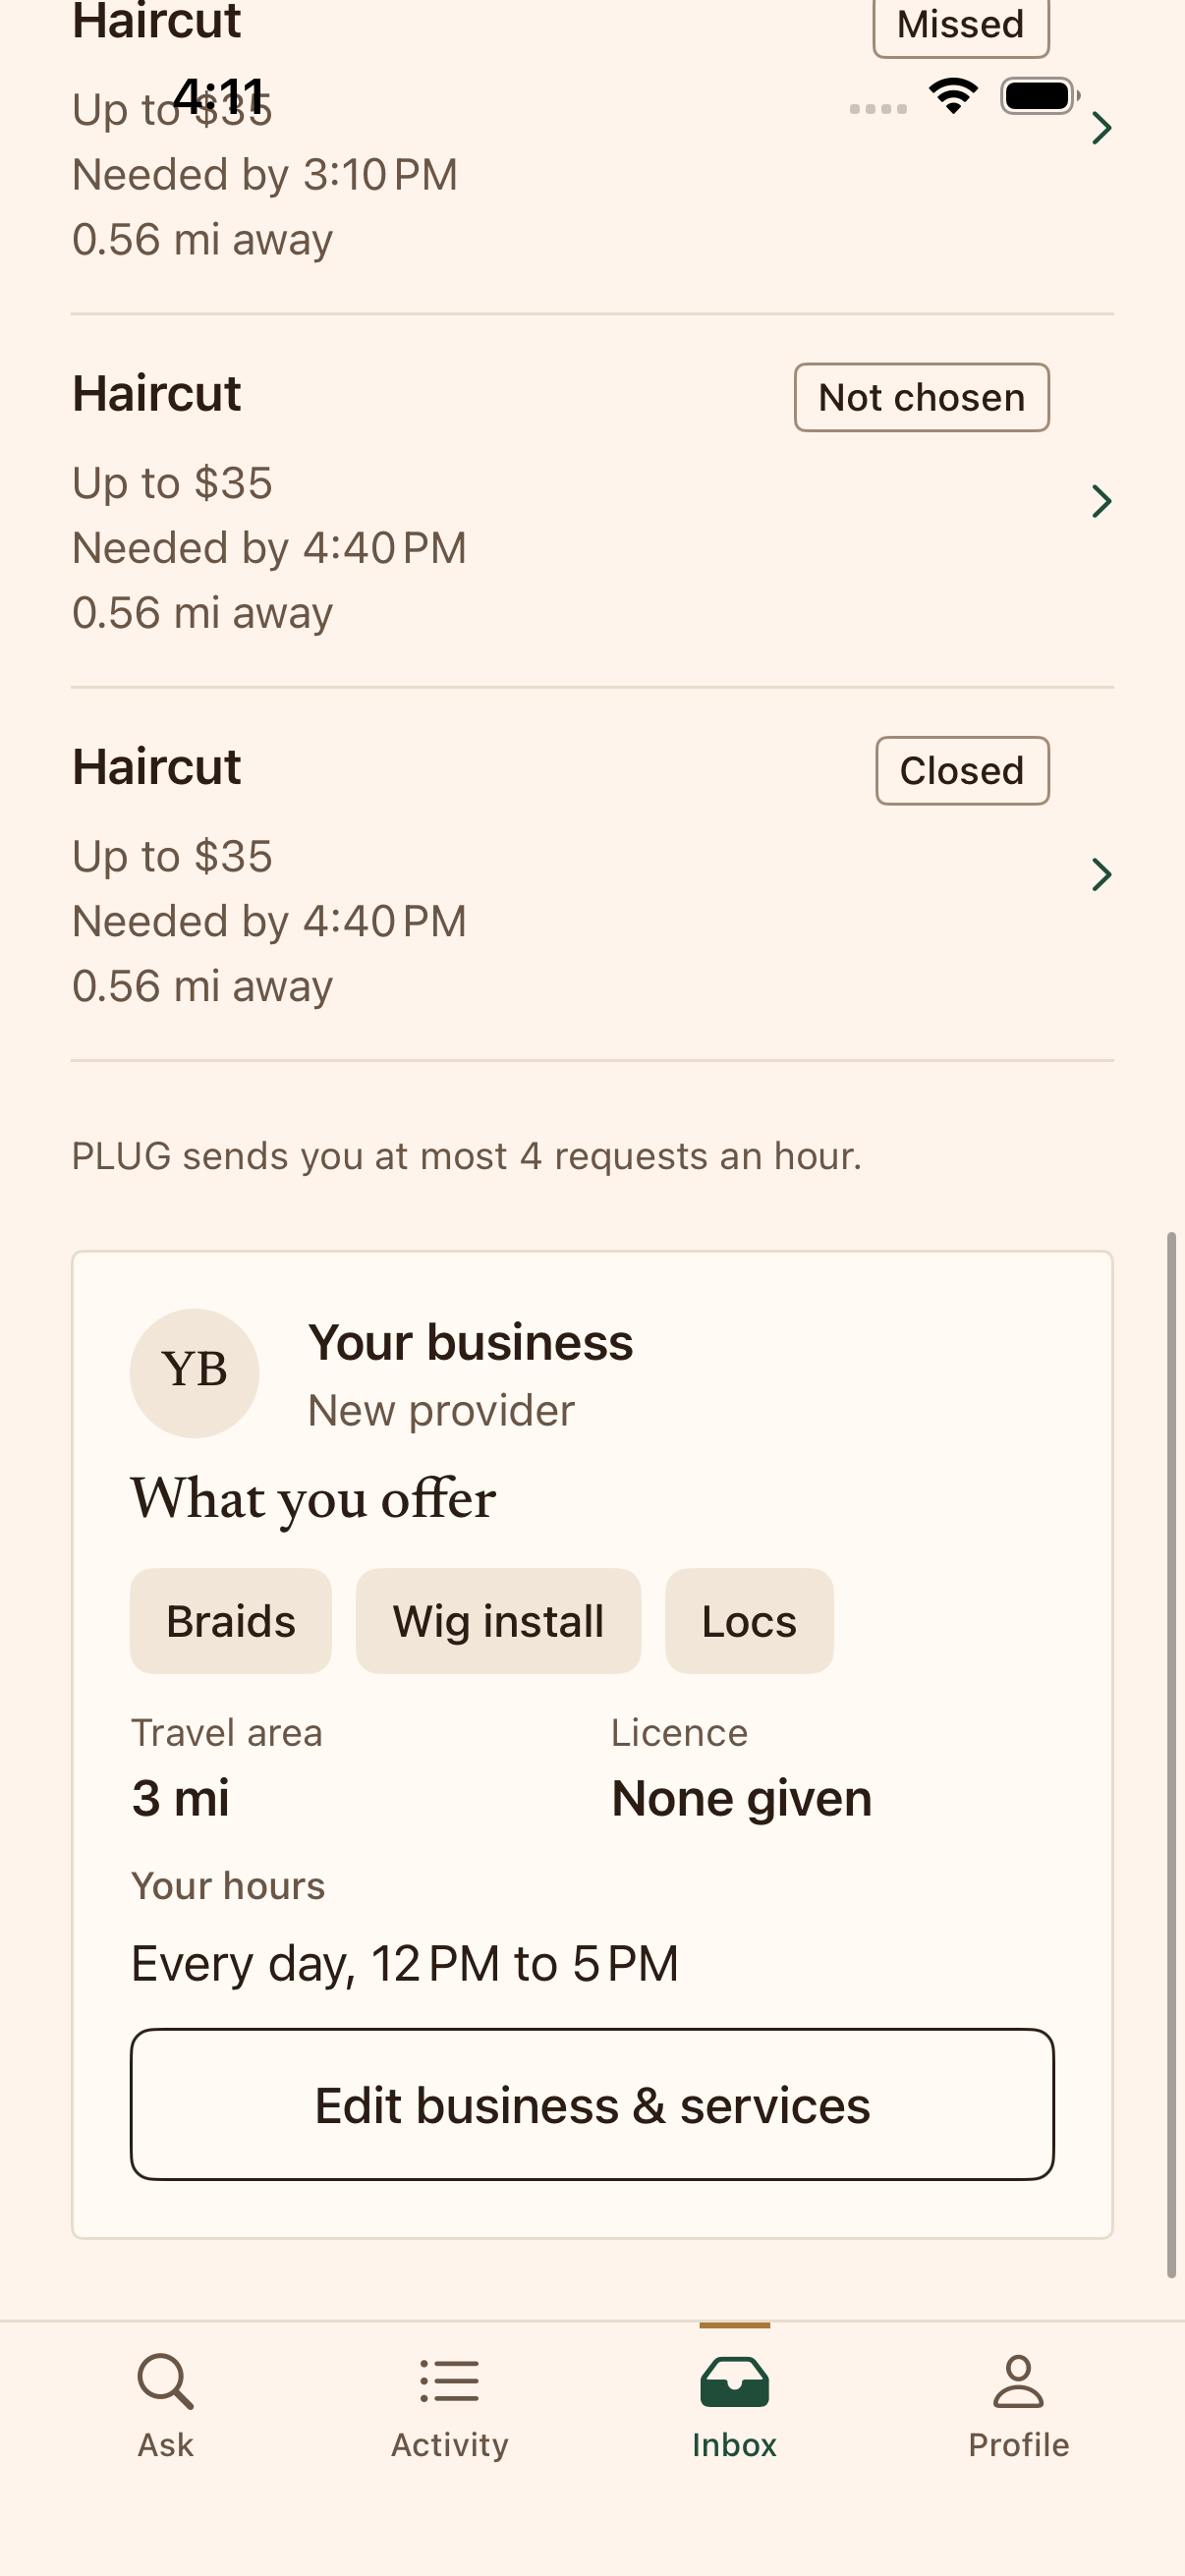 Haircut
Missed
4:11
Up to $35
Needed by 3:10 PM
0.56 mi away
Haircut
Not chosen
Up to $35
Needed by 4:40 PM
0.56 mi away
Haircut
Closed
Up to $35
Needed by 4:40 PM
0.56 mi away
PLUG sends you at most 4 requests an hour.
YB
Your business
New provider
What you offer
Braids
Wig install
Locs
Travel area
Licence
3 mi
None given
Your hours
Every day, 12 PM to 5 PM
Edit business & services
Ask
Activity
Inbox
Profile